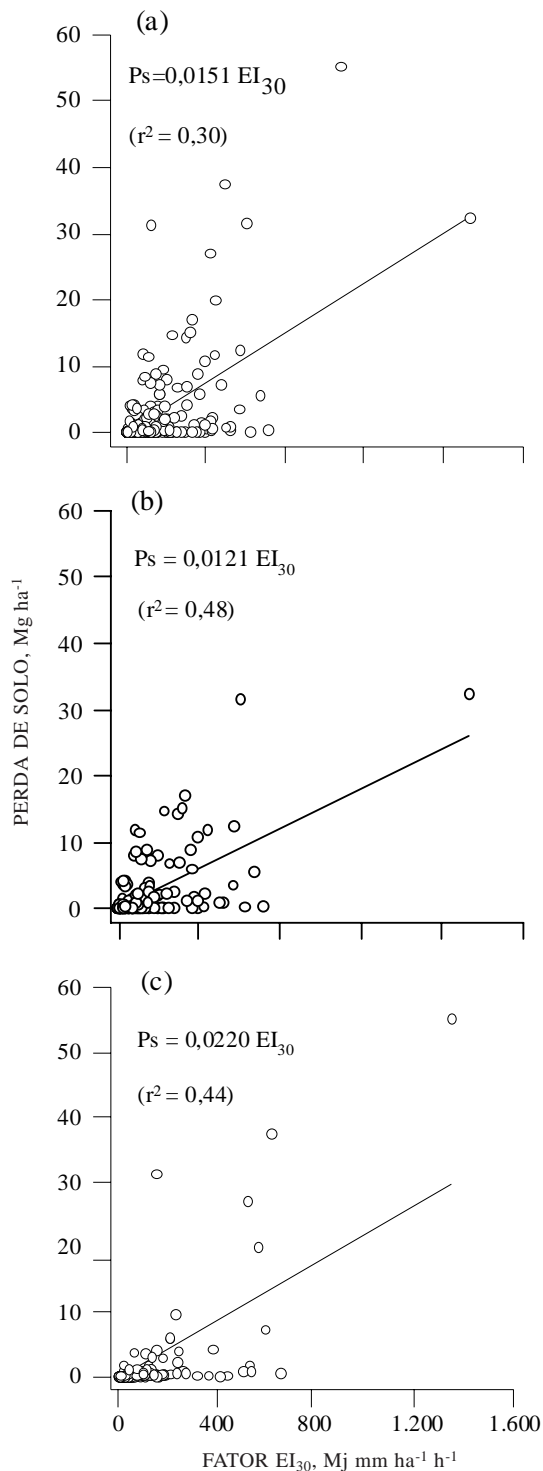 (a)
60
Ps=0,0151 EI30
50
(r² = 0,30)
40
30
20
10
0
(b)
60
Ps = 0,0121 EI30
50
(r² = 0,48)
40
30
20
10
0
PERDA DE SOLO, Mg ha-1
(c)
60
Ps = 0,0220 EI30
50
(r² = 0,44)
40
30
20
10
0
0 400 800 1.200 1.600
FATOR EI30, Mj mm ha-1 h-1